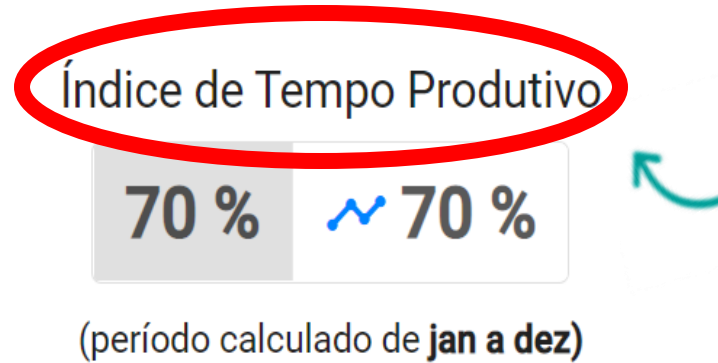 Índice de Tempo Produtivo
70 % 70 %
(período calculado de jan a dez)